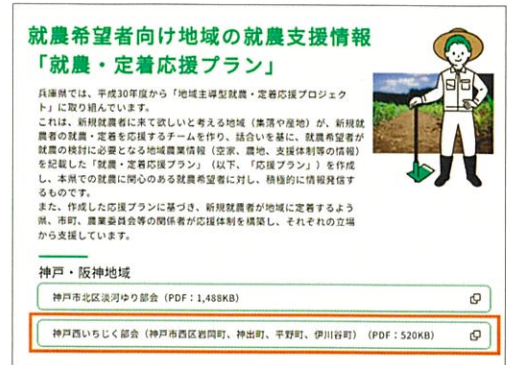 就農希望者向け地域の就農支援情報
「就農・定着応援プラン」
兵庫県では、平成30年度から「地域主導型就農・定着応援プロジェク
ト」に取り組んでいます。
これは、新規就農者に来て欲しいと考える地域（集落や産地）が、新規就
農者の就農・定着を応援するチームを作り、話合いを基に、就農希望者が
就農の検討に必要となる地域農業情報（空家、農地、支援体制等の情報）
を記載した「就農・定着応援プラン」（以下、「応援プラン」）を作成
し、本県での就農に関心のある就農希望者に対し、積極的に情報発信す
るものです。
また、作成した応援プランに基づき、新規就農者が地域に定着するよう
県、市町、農業委員会等の関係者が応援体制を構築し、それぞれの立場
から支援しています。
神戸・阪神地域
神戸市北区淡河ゆり部会（PDF：1,488KB）
神戸西いちじく部会（神戸市西区岩岡町、神出町、平野町、伊川谷町）（PDF：520KB）